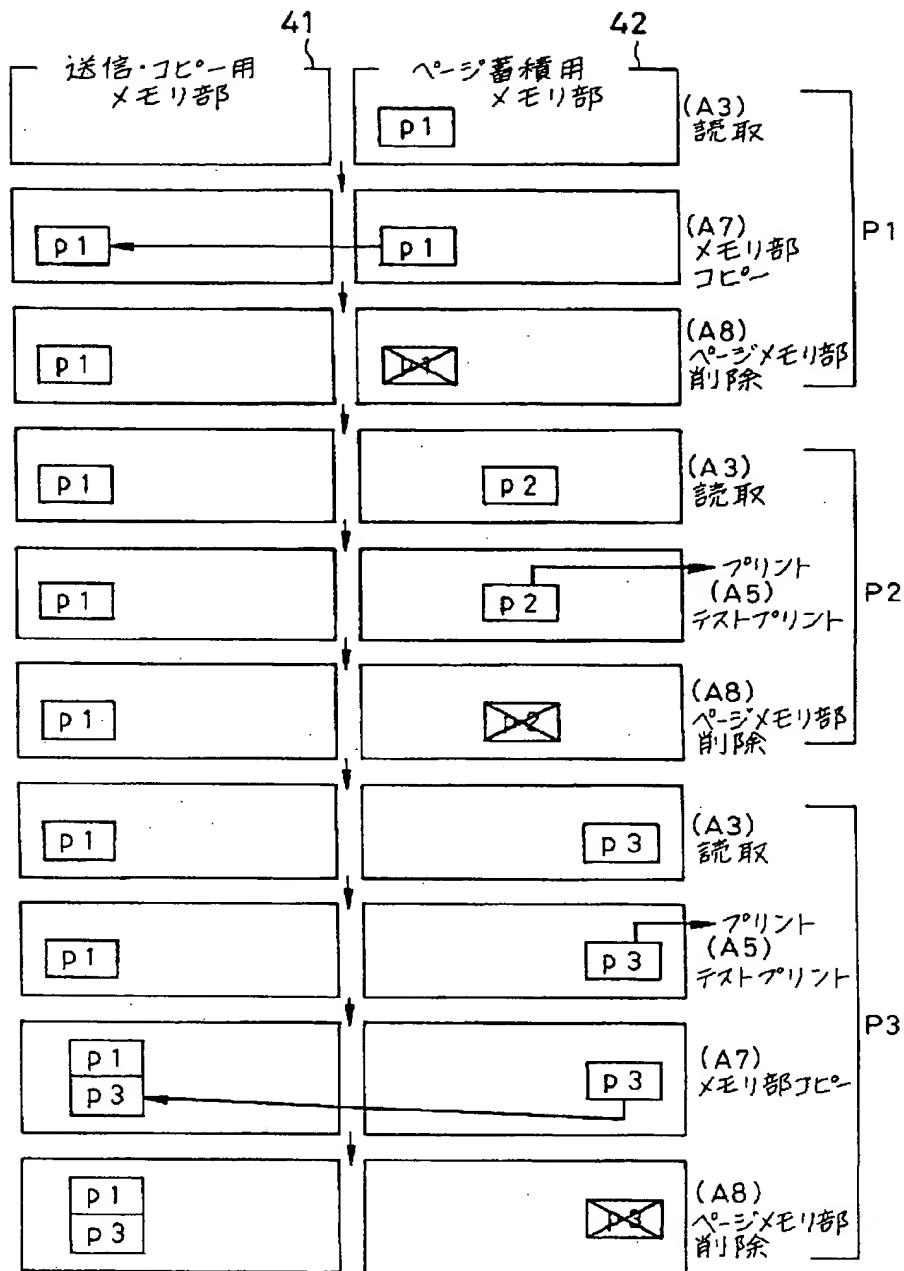 41
42
送信・コピー用
メモリ部
ページ蓄積用
メモリ部
p1
(A3)
読取
P1
p1
p1
(A7)
メモリ部
コピー
p1
p1
(A8)
ページメモリ部
削除
p1
p2
(A3)
読取
P2
p1
p2
プリント
(A5)
テストプリント
p1
p2
(A8)
ページメモリ部
削除
p1
p3
(A3)
読取
P3
p1
p3
プリント
(A5)
テストプリント
p1
p3
p3
(A7)
メモリ部コピー
p1
p3
p3
(A8)
ページメモリ部
削除